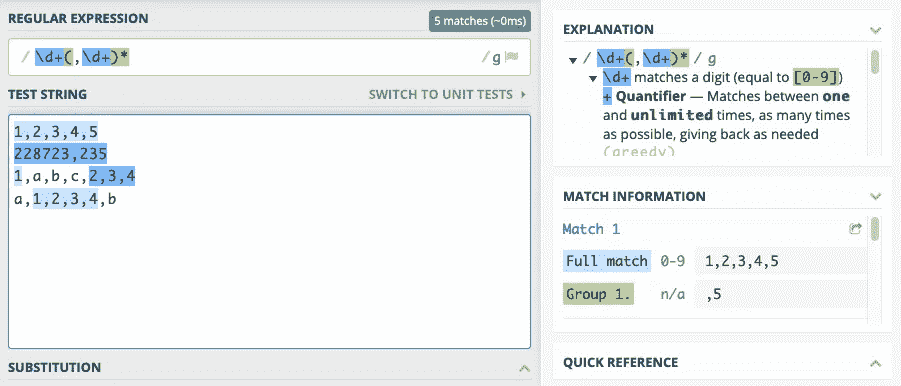 REGULAR EXPRESSION
5 matches (~0ms)
/ \d+(,\d+)*
/ g
TEST STRING
SWITCH TO UNIT TESTS
1,2,3,4,5
228723,235
1,a,b,c,2,3,4
a,1,2,3,4,b
SUBSTITUTION
EXPLANATION
/ \d+(,\d+)* / g
\d+ matches a digit (equal to [0-9])
+ Quantifier — Matches between one
and unlimited times, as many times
as possible, giving back as needed
(greedy)
MATCH INFORMATION
Match 1
Full match 0-9 1,2,3,4,5
Group 1. n/a ,5
QUICK REFERENCE